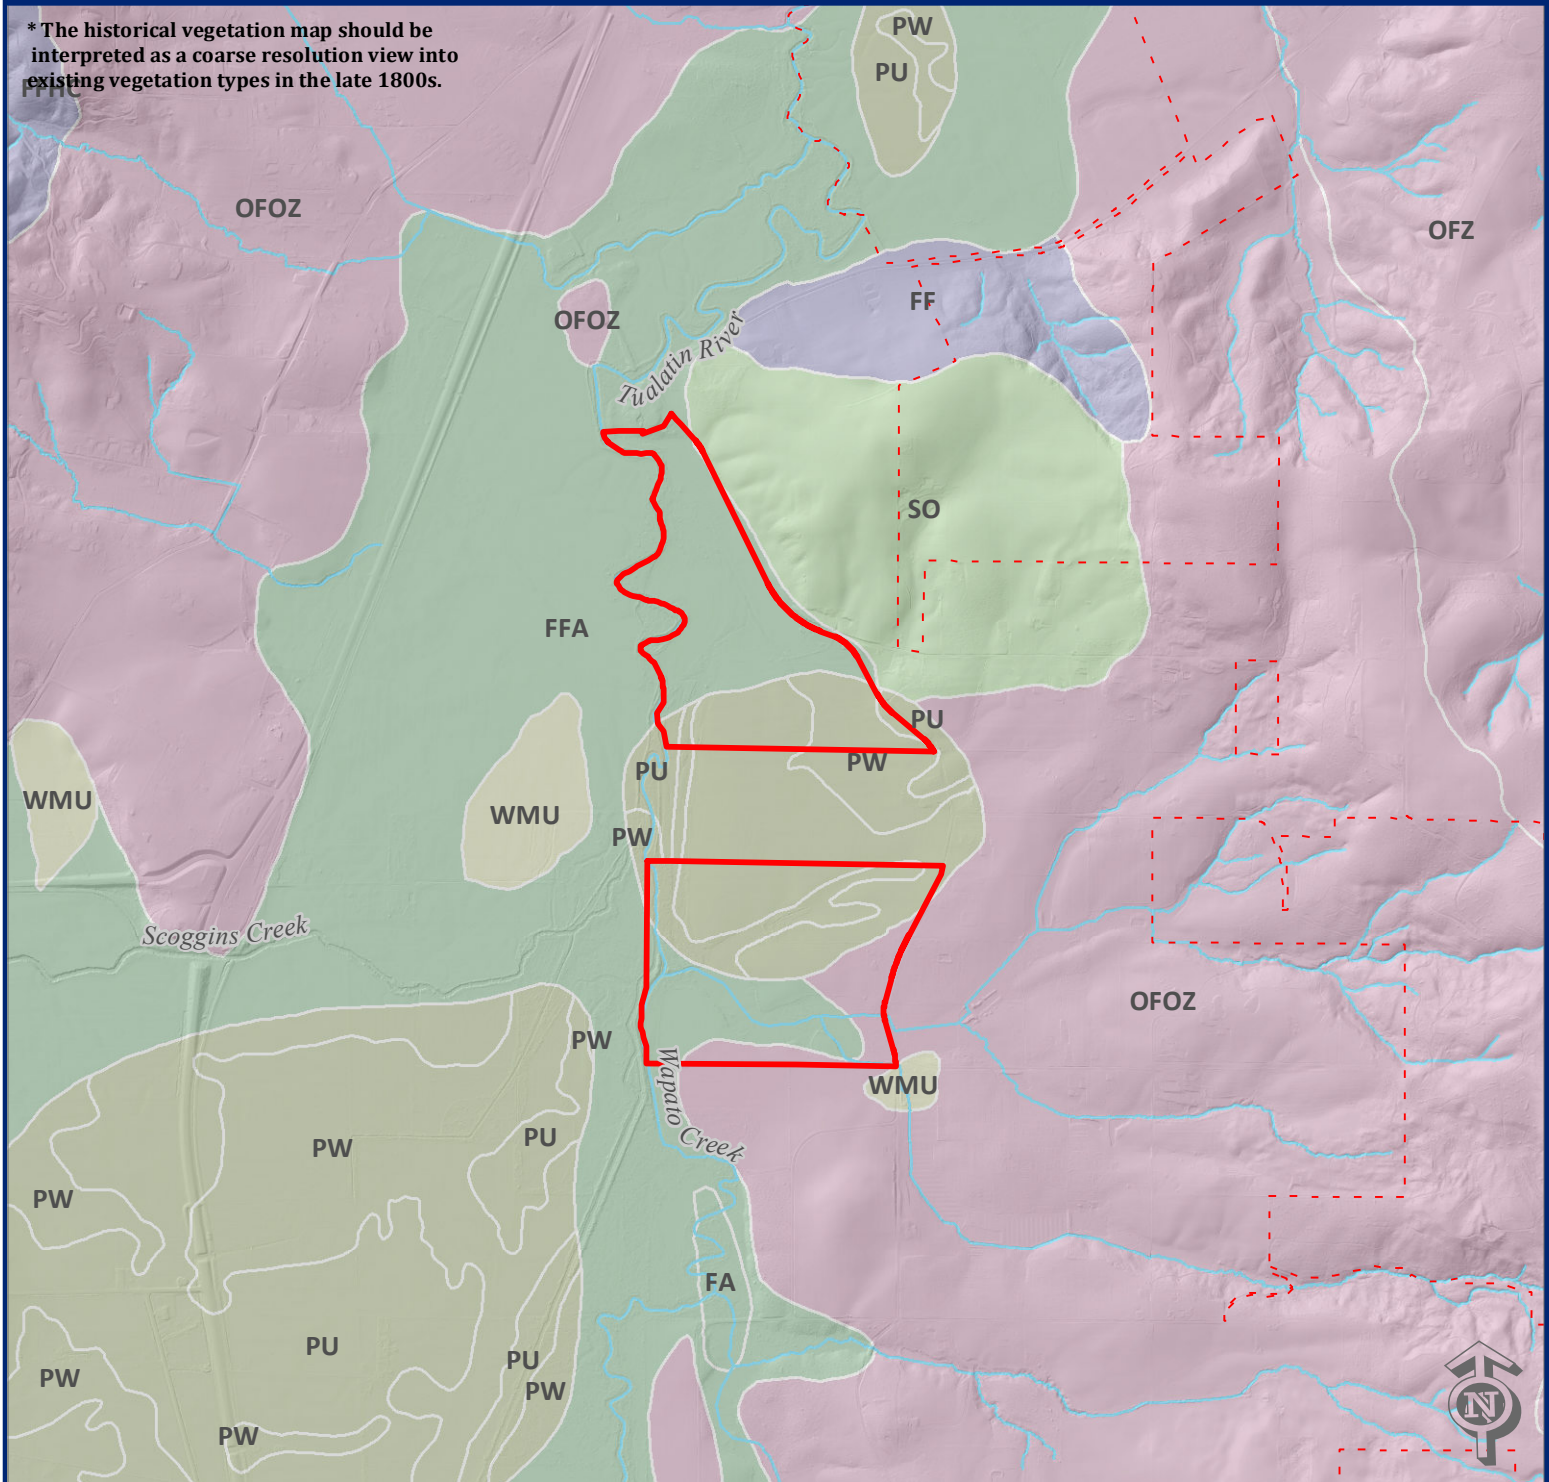 * The historical vegetation map should be
interpreted as a coarse resolution view into
existing vegetation types in the late 1800s.
FFHC
PW
PU
OFOZ
OFZ
FF
OFOZ
Tualatin River
SO
FFA
PU
PW
PU
WMU
WMU
PW
Scoggins Creek
OFOZ
PW
Wapato Creek
WMU
PU
PW
PW
FA
PU
PU
PW
PW
PW
N